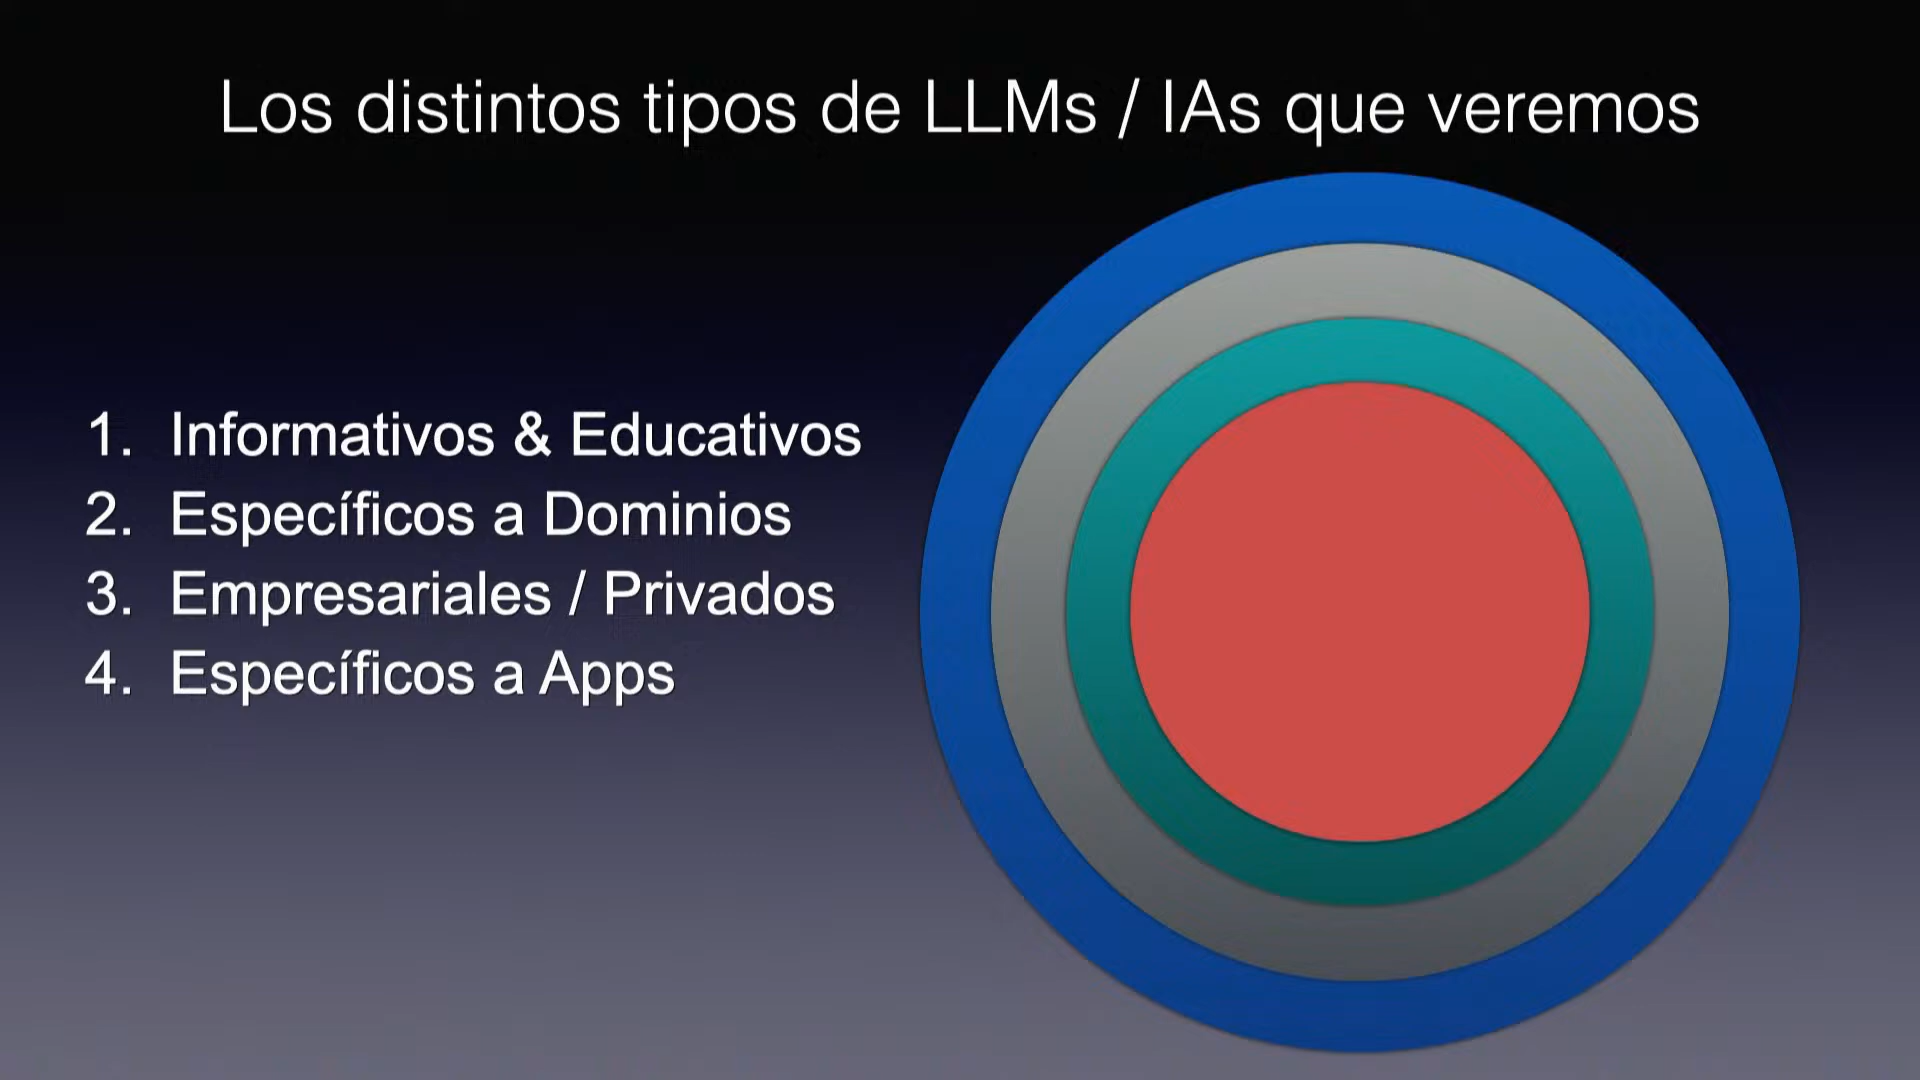 Los distintos tipos de LLMs / IAs que veremos
1. Informativos & Educativos
2. Específicos a Dominios
3. Empresariales / Privados
4. Específicos a Apps